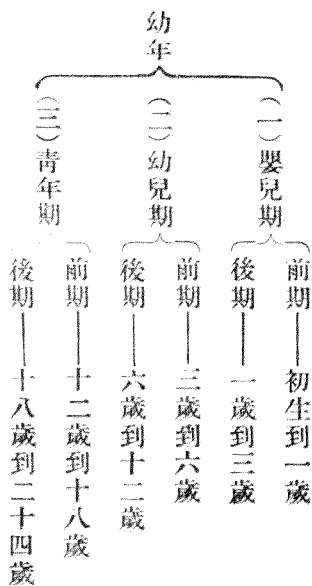 幼年
（一）嬰兒期
前期——初生到一歲
後期——一歲到三歲
（二）幼兒期
前期——三歲到六歲
後期——六歲到十二歲
（三）靑年期
前期——十二歲到十八歲
後期——十八歲到二十四歲